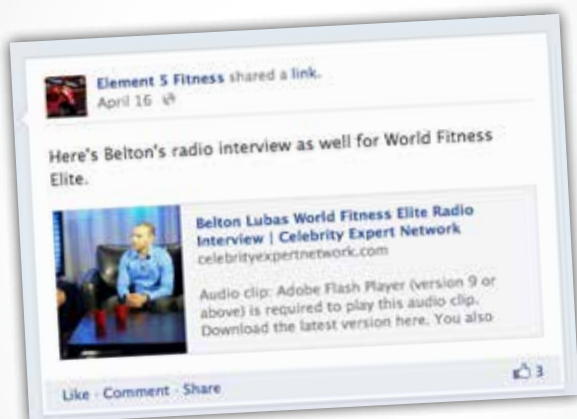 Element 5 Fitness shared a link.
April 16
Here's Belton's radio interview as well for World Fitness
Elite.
Belton Lubas World Fitness Elite Radio
Interview | Celebrity Expert Network
celebrityexpertnetwork.com
Audio clip: Adobe Flash Player (version 9 or
above) is required to play this audio clip.
Download the latest version here. You also
Like · Comment · Share
3